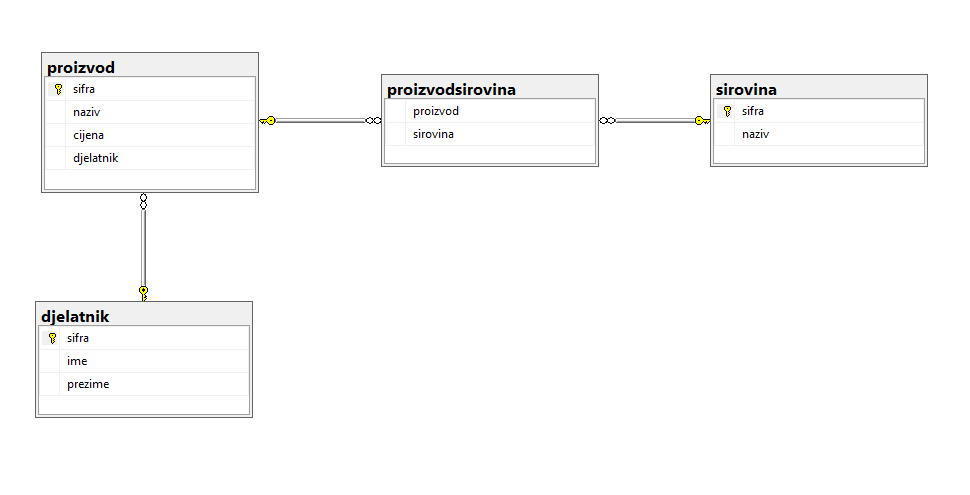 proizvod
sifra
naziv
cijena
djelatnik
proizvodsirovina
proizvod
sirovina
sirovina
sifra
naziv
djelatnik
sifra
ime
prezime